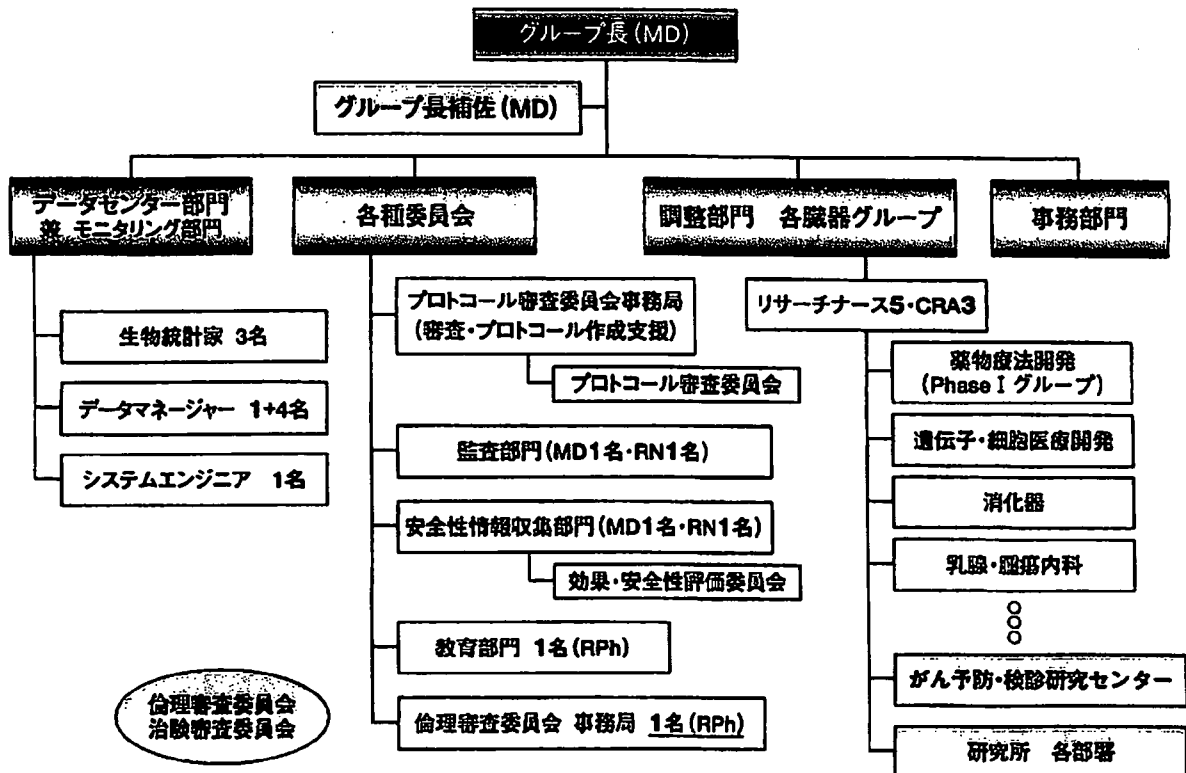 グループ長(MD)
グループ長補佐(MD)
データセンター部門
兼 モニタリング部門
各種委員会
調整部門 各臓器グループ
事務部門
生物統計家 3名
データマネージャー 1+4名
システムエンジニア 1名
プロトコール審査委員会事務局
(審査・プロトコール作成支援)
プロトコール審査委員会
監査部門(MD1名・RN1名)
安全性情報収集部門(MD1名・RN1名)
効果・安全性評価委員会
教育部門 1名(RPh)
倫理審査委員会 事務局 1名(RPh)
リサーチナース5・CRA3
薬物療法開発
(Phase I グループ)
遺伝子・細胞医療開発
消化器
乳腺・腫瘍内科
がん予防・検診研究センター
研究所 各部署
倫理審査委員会
治験審査委員会